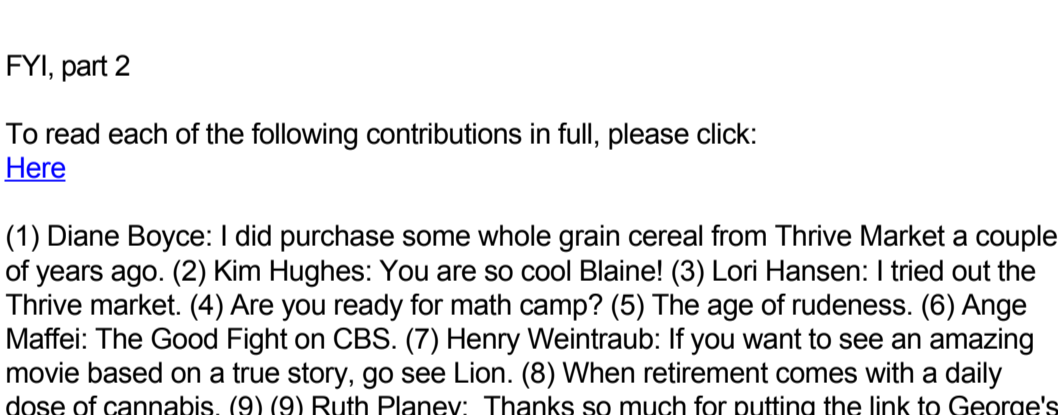 FYI, part 2
To read each of the following contributions in full, please click:
Here
(1) Diane Boyce: I did purchase some whole grain cereal from Thrive Market a couple
of years ago. (2) Kim Hughes: You are so cool Blaine! (3) Lori Hansen: I tried out the
Thrive market. (4) Are you ready for math camp? (5) The age of rudeness. (6) Ange
Maffei: The Good Fight on CBS. (7) Henry Weintraub: If you want to see an amazing
movie based on a true story, go see Lion. (8) When retirement comes with a daily
dose of cannabis. (9) (9) Ruth Planey: Thanks so much for putting the link to George's